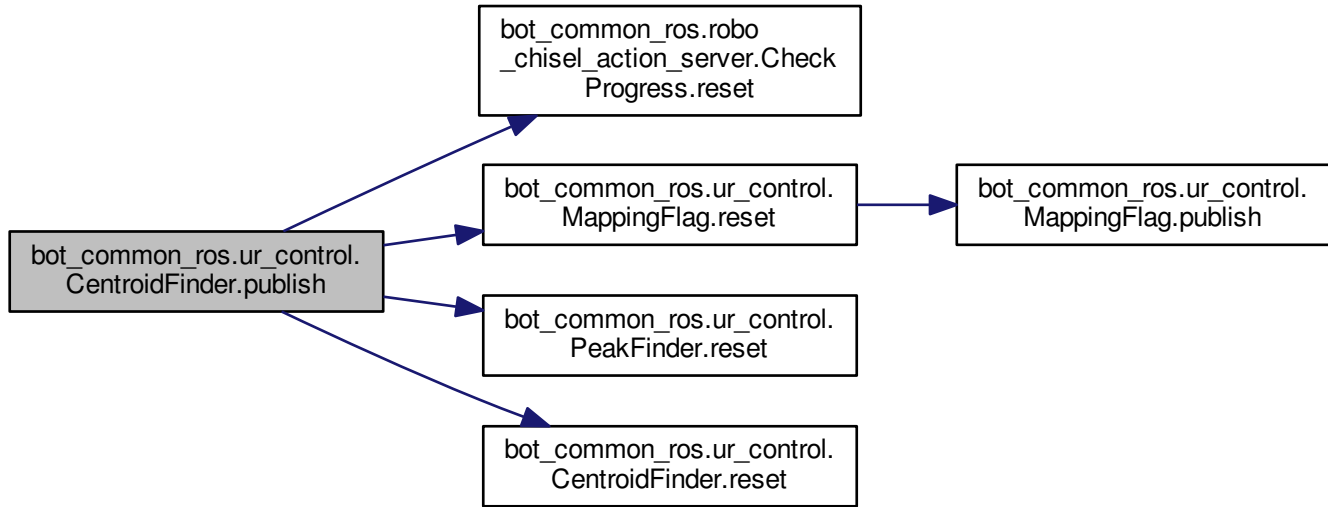 bot_common_ros.robo
_chisel_action_server.Check
Progress.reset
bot_common_ros.ur_control.
MappingFlag.reset
bot_common_ros.ur_control.
MappingFlag.publish
bot_common_ros.ur_control.
CentroidFinder.publish
bot_common_ros.ur_control.
PeakFinder.reset
bot_common_ros.ur_control.
CentroidFinder.reset